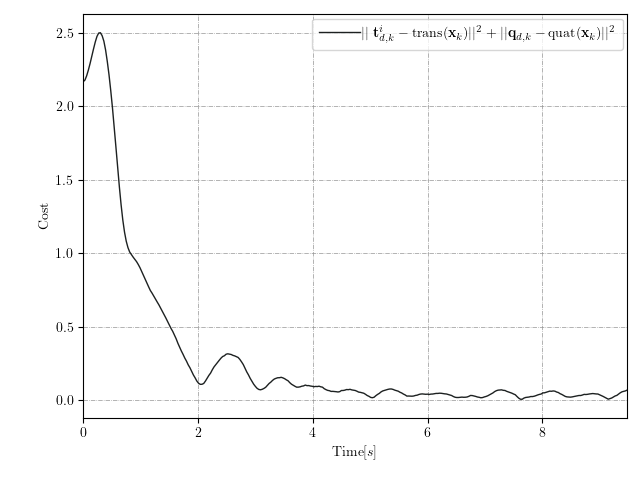 || t^i_{d,k} − trans(x_k)||² + ||q_{d,k} − quat(x_k)||²
2.5
2.0
1.5
1.0
0.5
0.0
Cost
0 2 4 6 8
Time[s]